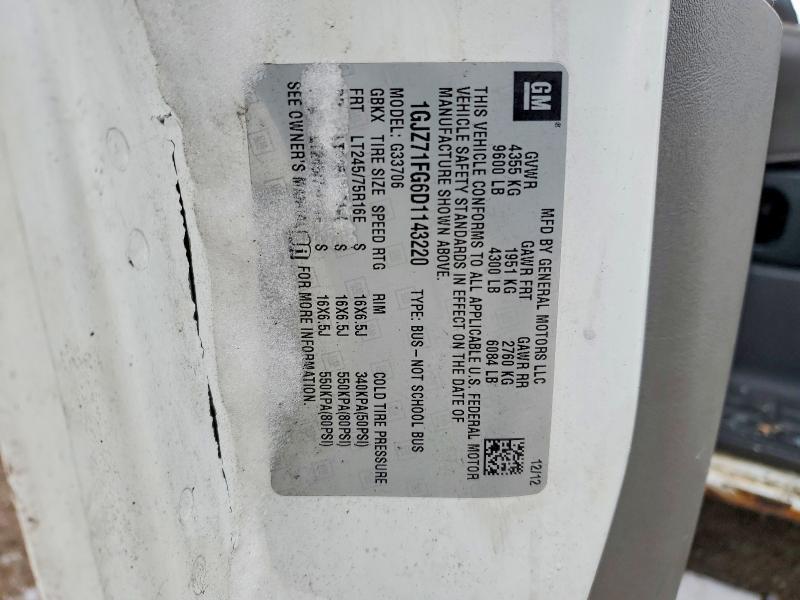 GM®
MFD BY GENERAL MOTORS LLC 12/12
GVWR GAWR FRT GAWR RR
4355 KG 1951 KG 2760 KG
9600 LB 4300 LB 6084 LB
THIS VEHICLE CONFORMS TO ALL APPLICABLE U.S. FEDERAL MOTOR
VEHICLE SAFETY STANDARDS IN EFFECT ON THE DATE OF
MANUFACTURE SHOWN ABOVE.
1GJZ71FG6D1143220 TYPE: BUS–NOT SCHOOL BUS
MODEL: G33706
GBKX TIRE SIZE SPEED RTG RIM COLD TIRE PRESSURE
FRT LT245/75R16E S 16X6.5J 340KPA(50PSI)
S 16X6.5J 550KPA(80PSI)
S 16X6.5J 550KPA(80PSI)
SEE OWNER'S FOR MORE INFORMATION.